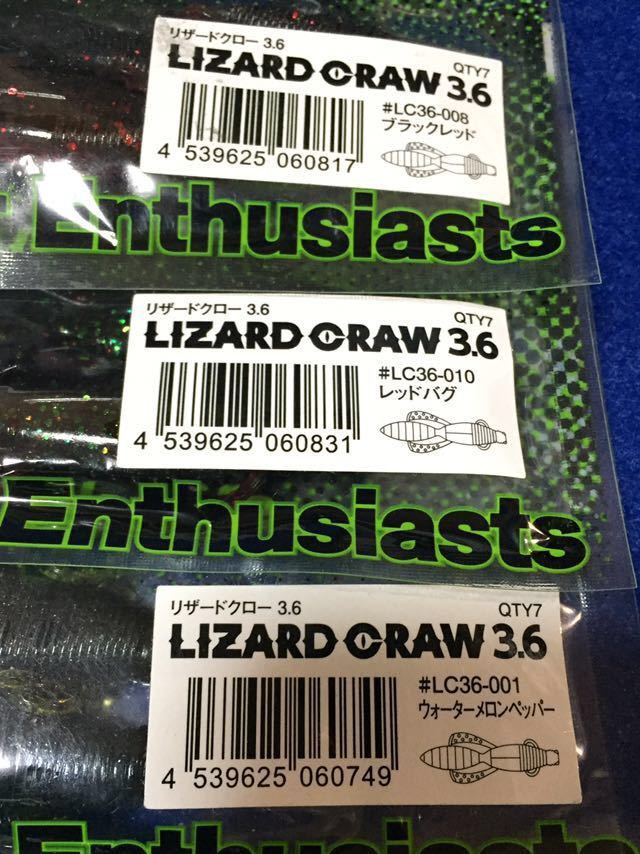 リザードクロー 3.6
QTY7
LIZARD CRAW 3.6
#LC36-008
ブラックレッド
4 539625 060817
Enthusiasts
リザードクロー 3.6
QTY7
LIZARD CRAW 3.6
#LC36-010
レッドバグ
4 539625 060831
Enthusiasts
リザードクロー 3.6
QTY7
LIZARD CRAW 3.6
#LC36-001
ウォーターメロンペッパー
4 539625 060749
Enthusiasts